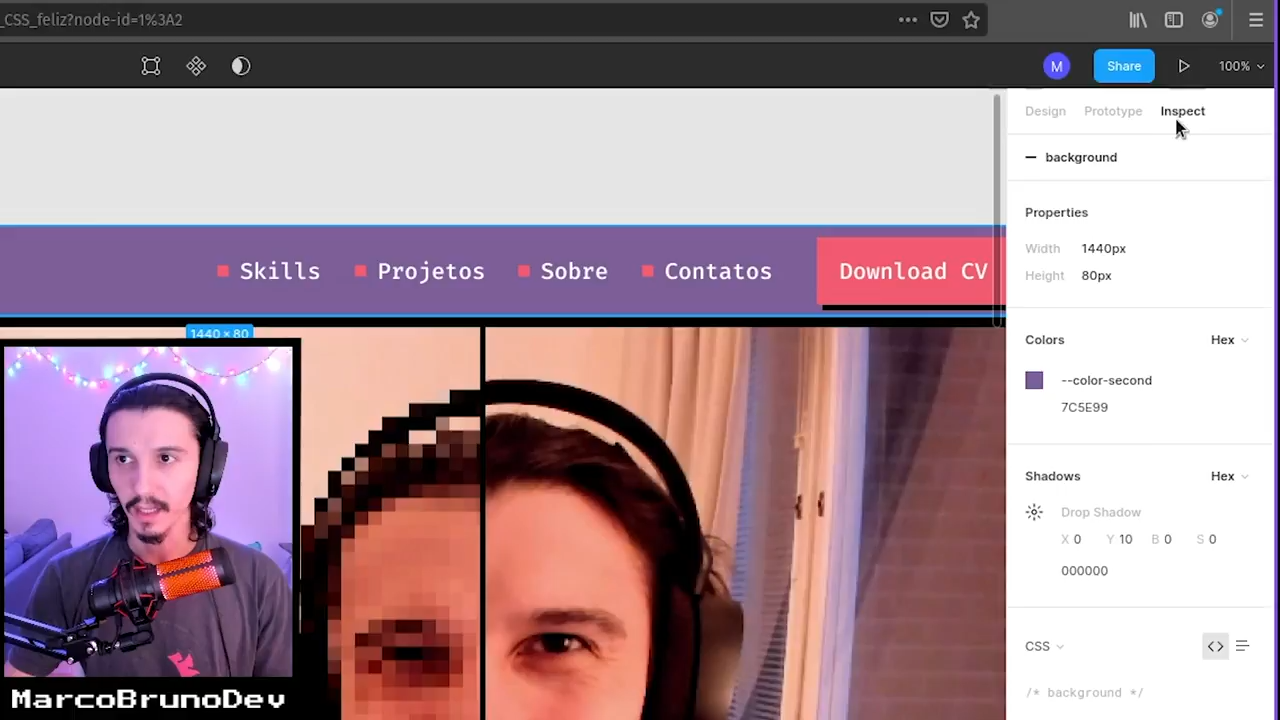 _CSS_feliz?node-id=1%3A2
M
Share
100%
Design Prototype Inspect
background
Properties
Width 1440px
Height 80px
Colors Hex
--color-second
7C5E99
Shadows Hex
Drop Shadow
X 0 Y 10 B 0 S 0
000000
CSS
/* background */
Skills Projetos Sobre Contatos Download CV
1440 × 80
MarcoBrunoDev